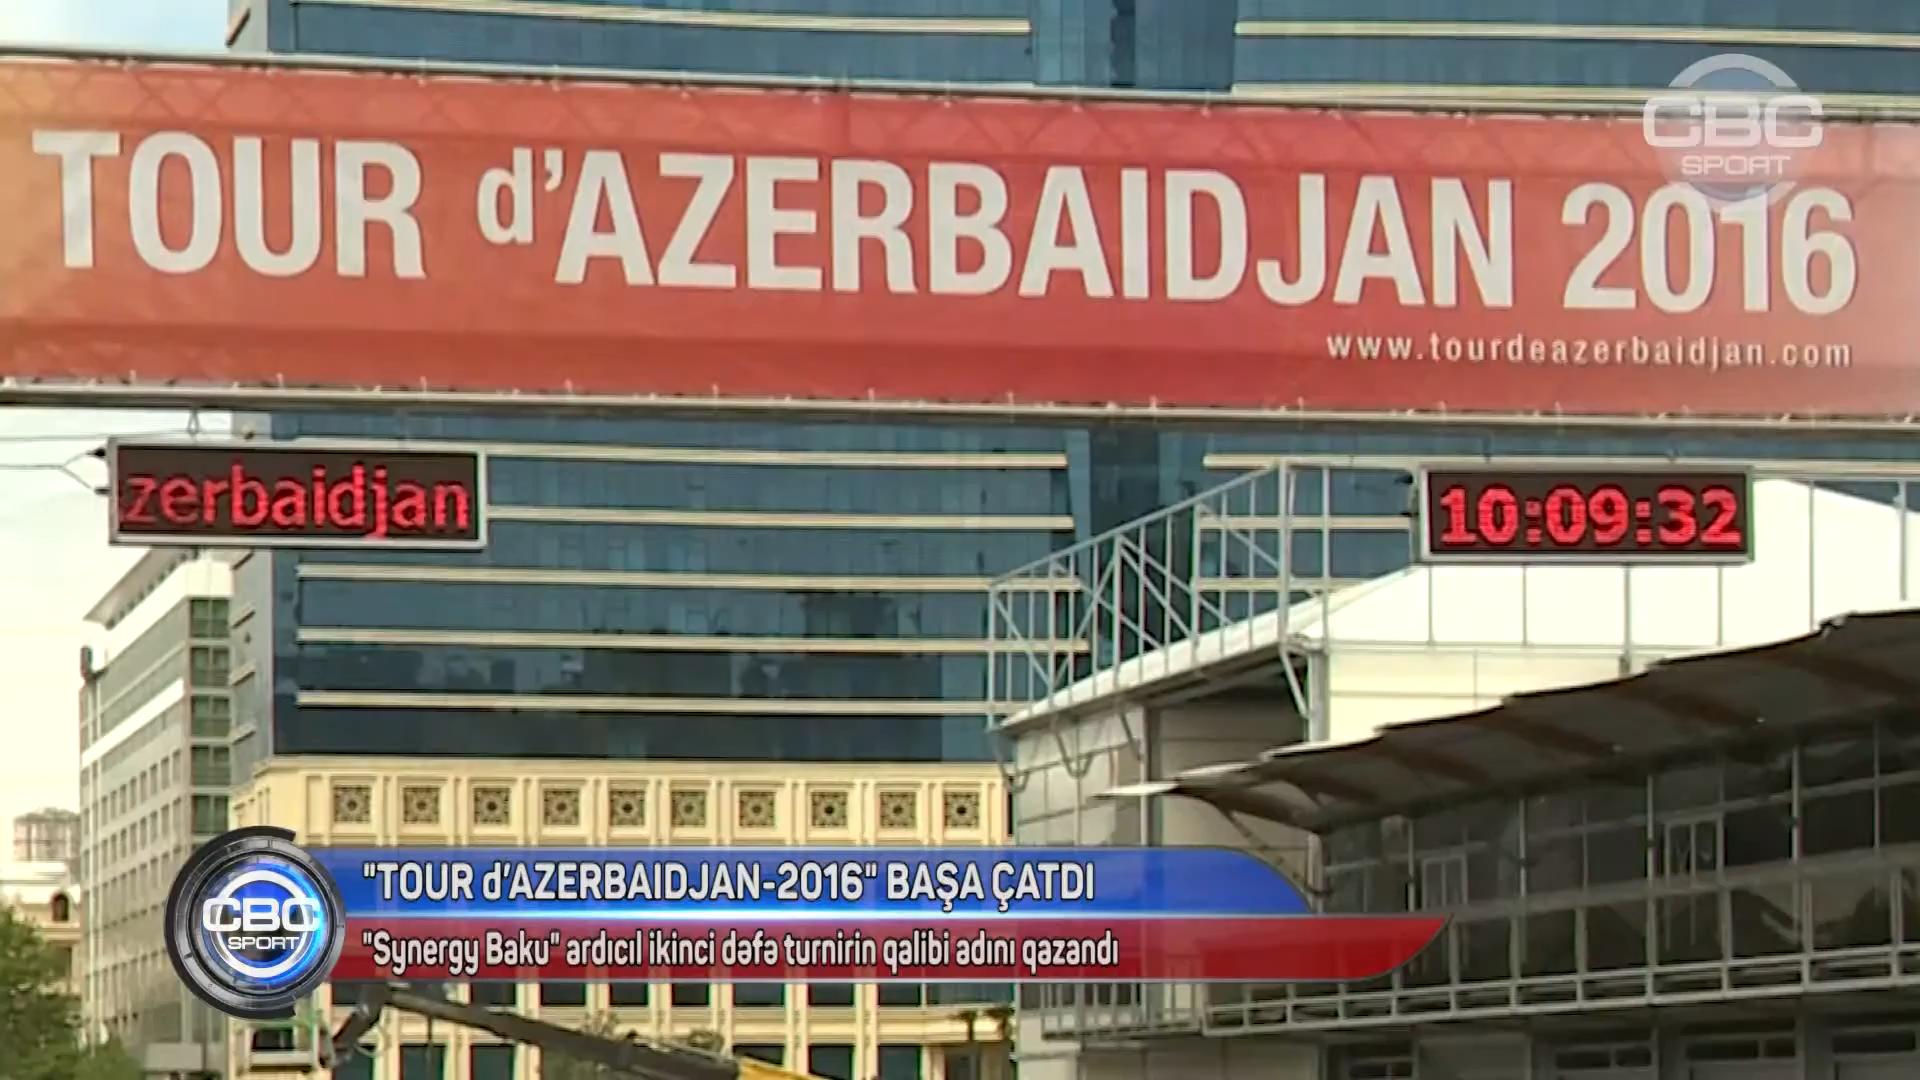 TOUR d'AZERBAIDJAN 2016
CBC
SPORT
www.tourdeazerbaidjan.com
zerbaidjan
10:09:32
"TOUR d'AZERBAIDJAN-2016" BAŞA ÇATDI
CBC
SPORT
"Synergy Baku" ardıcıl ikinci dəfə turnirin qalibi adını qazandı